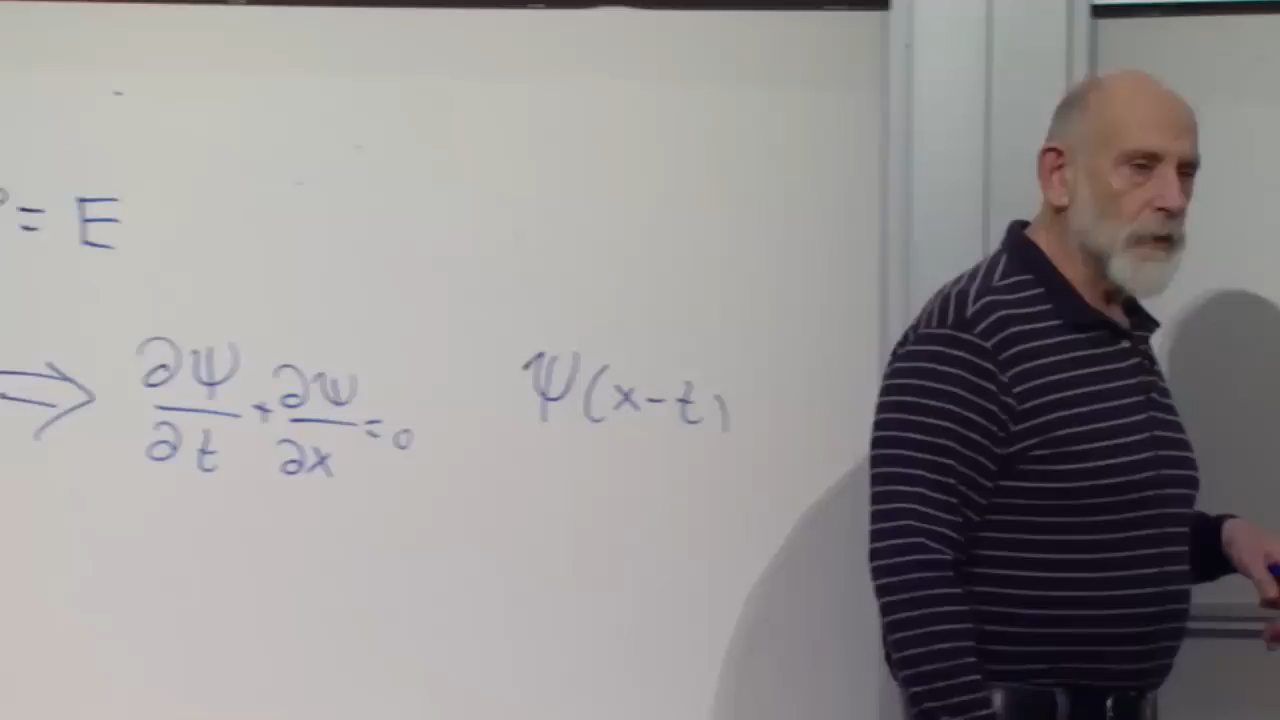 = E
⇒ ∂ψ/∂t + ∂ψ/∂x = 0
ψ(x-t)